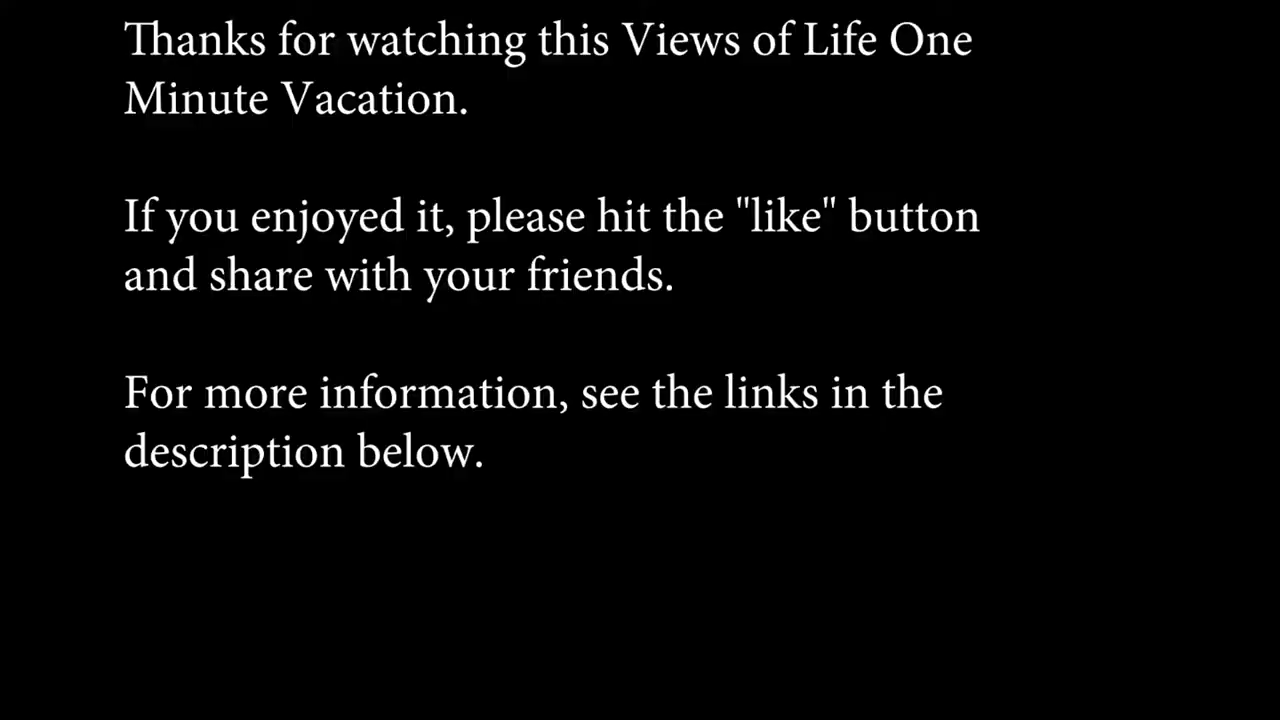 Thanks for watching this Views of Life One
Minute Vacation.
If you enjoyed it, please hit the "like" button
and share with your friends.
For more information, see the links in the
description below.